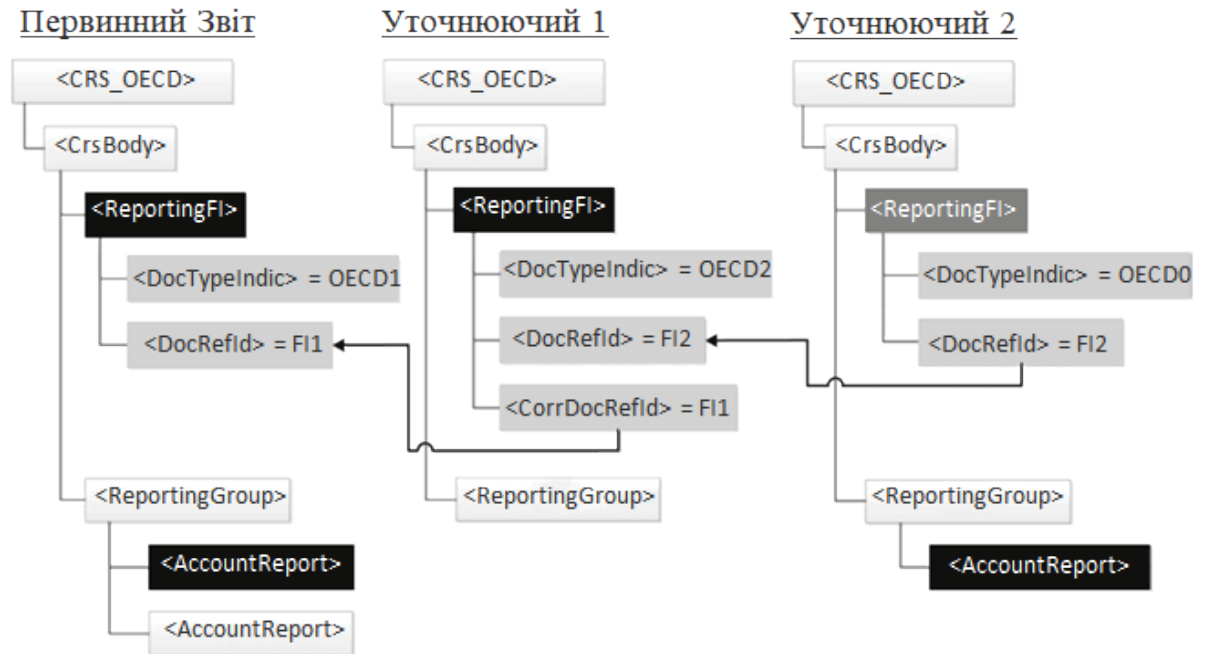 Первинний Звіт
<CRS_OECD>
<CrsBody>
<ReportingFI>
<DocTypeIndic> = OECD1
<DocRefId> = FI1
<ReportingGroup>
<AccountReport>
<AccountReport>
Уточнюючий 1
<CRS_OECD>
<CrsBody>
<ReportingFI>
<DocTypeIndic> = OECD2
<DocRefId> = FI2
<CorrDocRefId> = FI1
<ReportingGroup>
Уточнюючий 2
<CRS_OECD>
<CrsBody>
<ReportingFI>
<DocTypeIndic> = OECD0
<DocRefId> = FI2
<ReportingGroup>
<AccountReport>